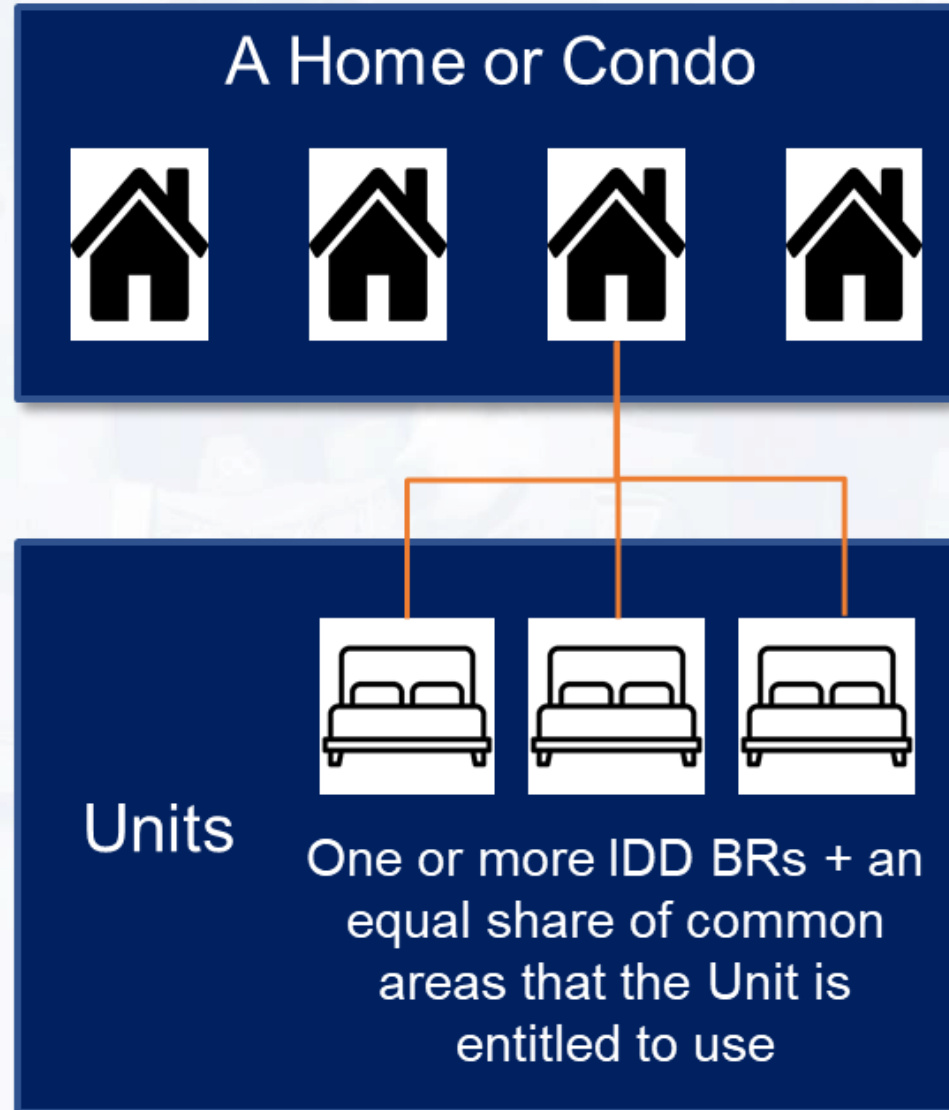 A Home or Condo
Units
One or more IDD BRs + an
equal share of common
areas that the Unit is
entitled to use